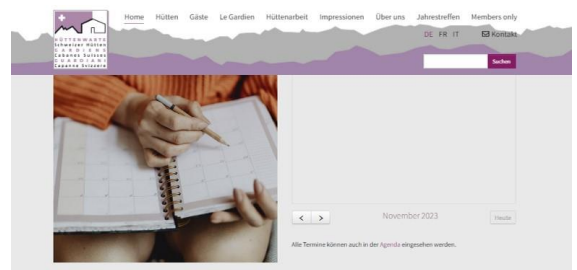 Home Hütten Gäste Le Gardien Hüttenarbeit Impressionen Über uns Jahrestreffen Members only
DE FR IT Kontakt
HÜTTENWARTE
Schweizer Hütten
GARDIENS
Cabanes Suisses
GUARDIANI
Capanne Svizzere
Suchen
November 2023
Heute
Alle Termine können auch in der Agenda eingesehen werden.